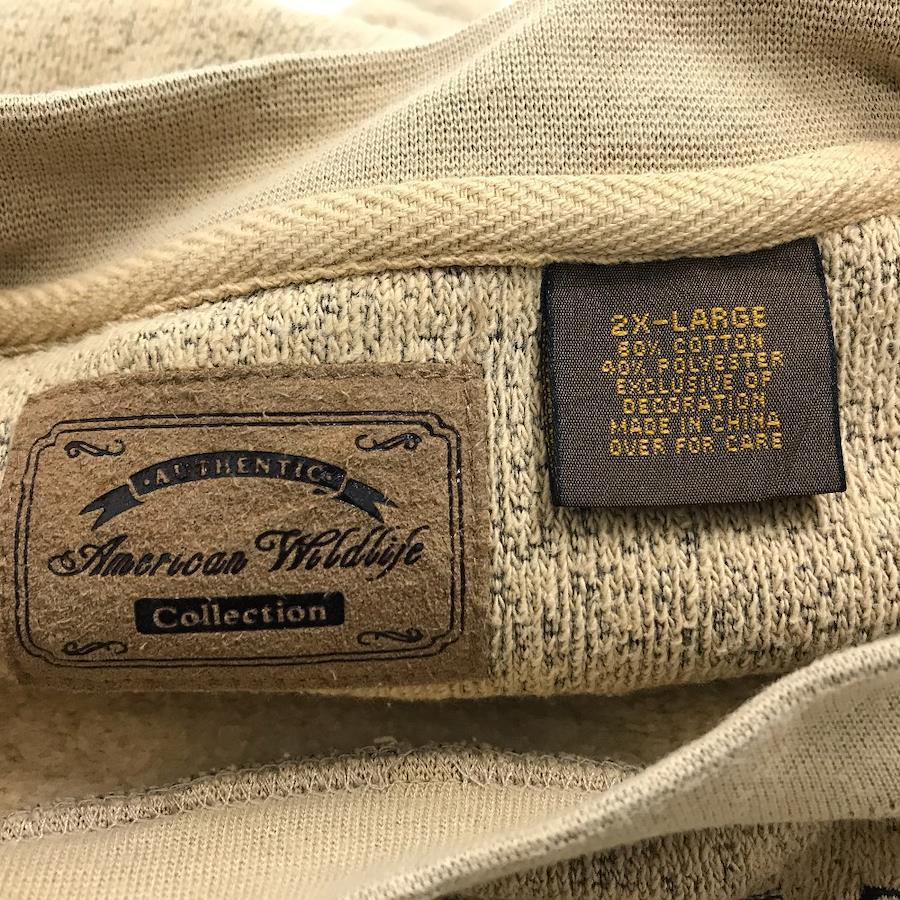 AUTHENTIC
American Wildlife
Collection
2X-LARGE
60% COTTON
40% POLYESTER
EXCLUSIVE OF
DECORATION
MADE IN CHINA
OVER FOR CARE